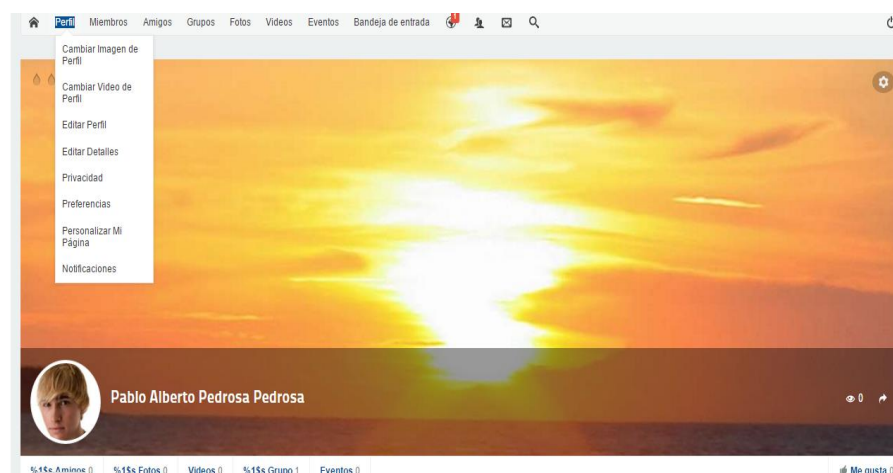 Perfil Miembros Amigos Grupos Fotos Videos Eventos Bandeja de entrada
Cambiar Imagen de
Perfil
Cambiar Video de
Perfil
Editar Perfil
Editar Detalles
Privacidad
Preferencias
Personalizar Mi
Página
Notificaciones
Pablo Alberto Pedrosa Pedrosa
0
%1$s Amigos 0 %1$s Fotos 0 Videos 0 %1$s Grupo 1 Eventos 0 Me gusta 0